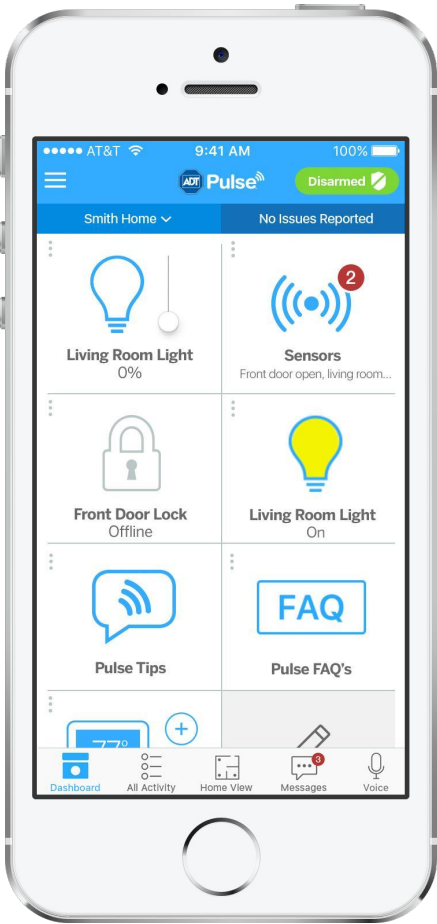 AT&T 9:41 AM 100%
ADT Pulse Disarmed
Smith Home No Issues Reported
2
Living Room Light Sensors
0% Front door open, living room...
Front Door Lock Living Room Light
Offline On
FAQ
Pulse Tips Pulse FAQ's
77°
3
Dashboard All Activity Home View Messages Voice